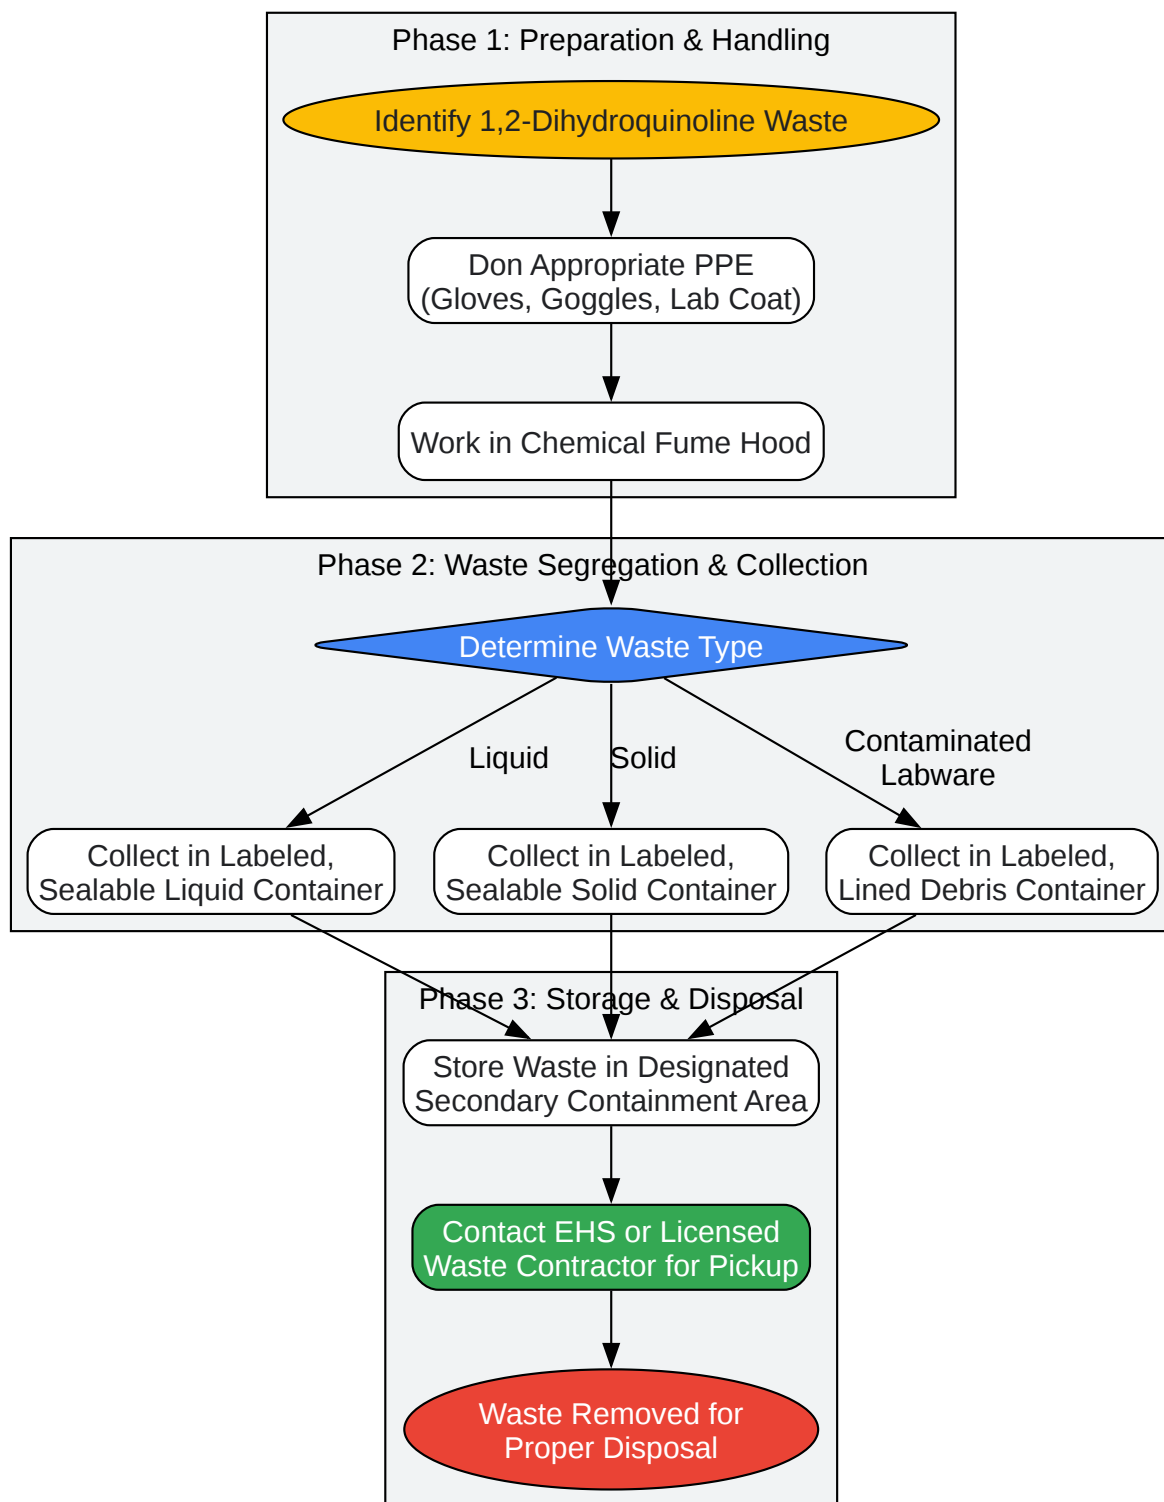 Phase 1: Preparation & Handling
Identify 1,2-Dihydroquinoline Waste
Don Appropriate PPE
(Gloves, Goggles, Lab Coat)
Work in Chemical Fume Hood
Phase 2: Waste Segregation & Collection
Determine Waste Type
Liquid
Solid
Contaminated
Labware
Collect in Labeled,
Sealable Liquid Container
Collect in Labeled,
Sealable Solid Container
Collect in Labeled,
Lined Debris Container
Phase 3: Storage & Disposal
Store Waste in Designated
Secondary Containment Area
Contact EHS or Licensed
Waste Contractor for Pickup
Waste Removed for
Proper Disposal